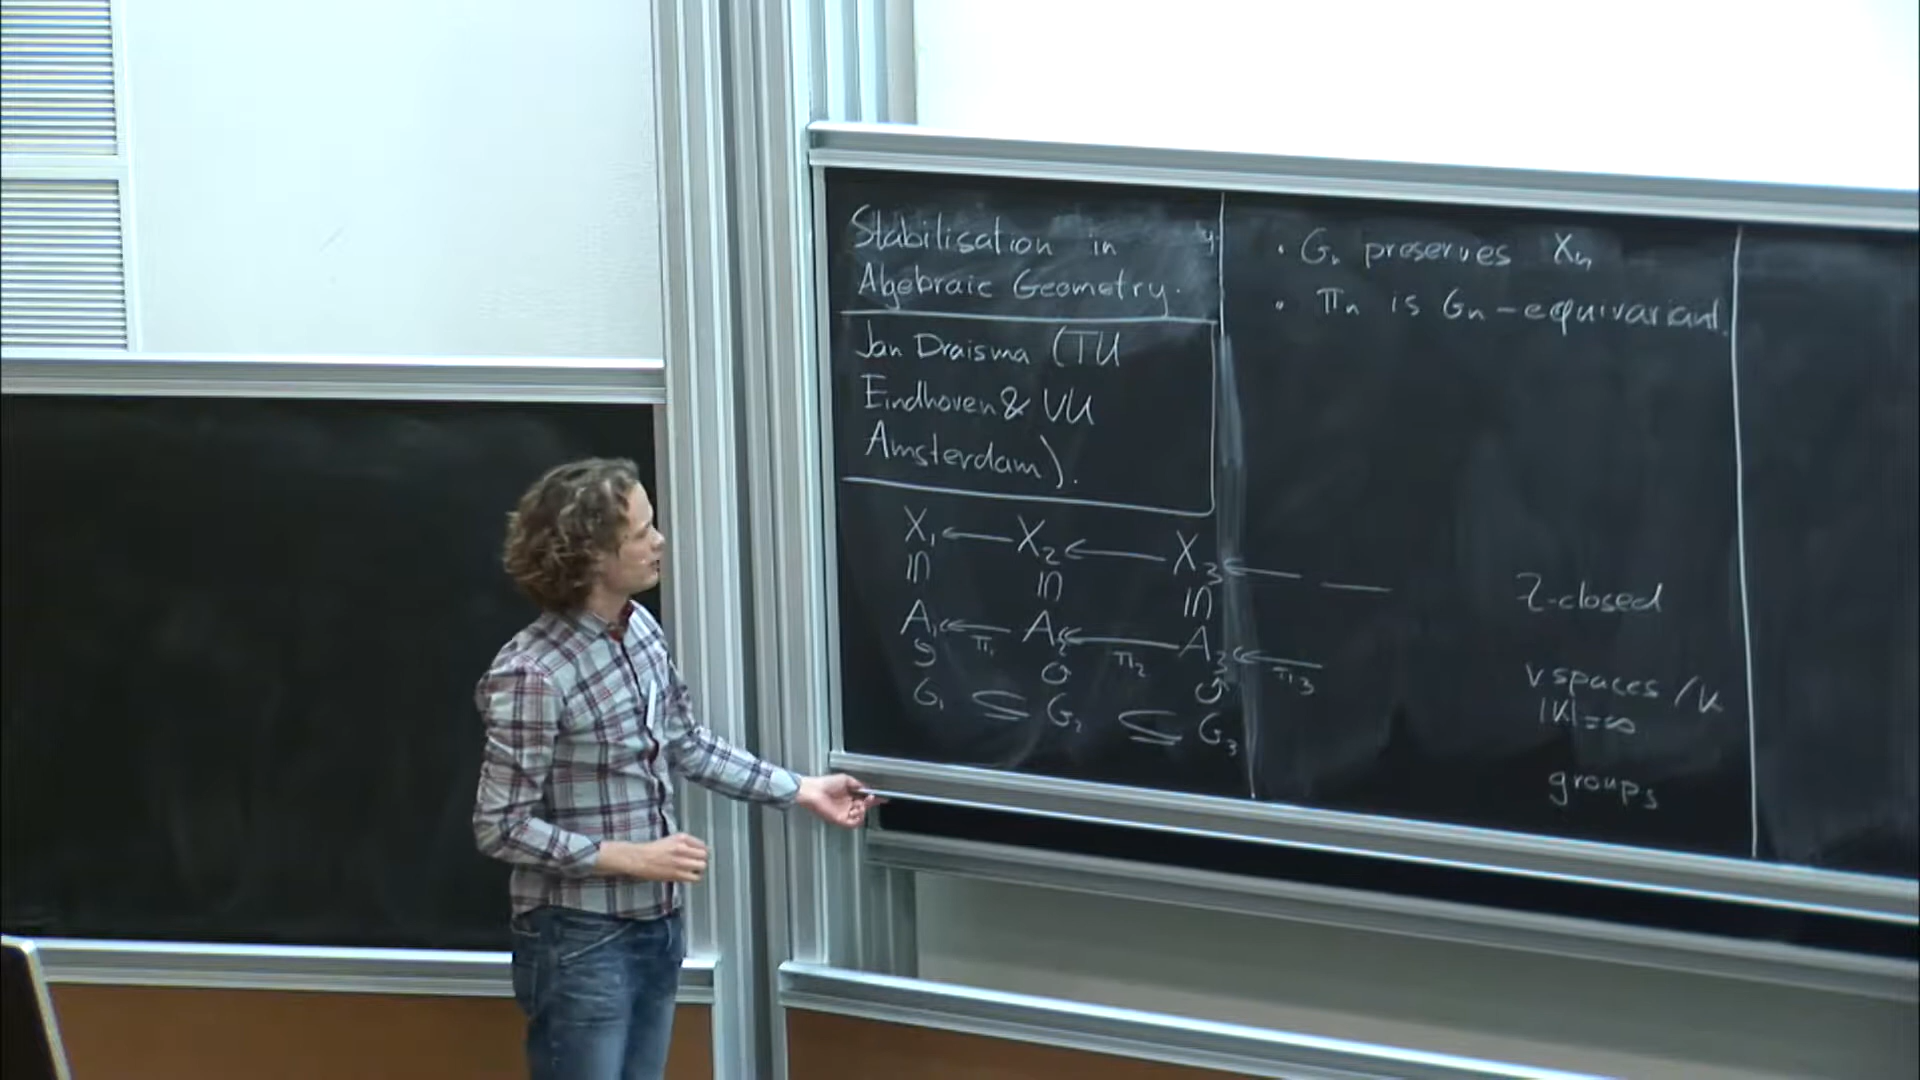 Stabilisation in
Algebraic Geometry.
Jan Draisma (TU
Eindhoven & VU
Amsterdam).
X₁ ← X₂ ← X₃ ← — Z-closed
A₁ ← π₁ A₂ ← π₂ A₃ ← π₃ v spaces / K
|K|=∞
G₁ ⊆ G₂ ⊆ G₃ groups
· Gₙ preserves Xₙ
· πₙ is Gₙ-equivariant.